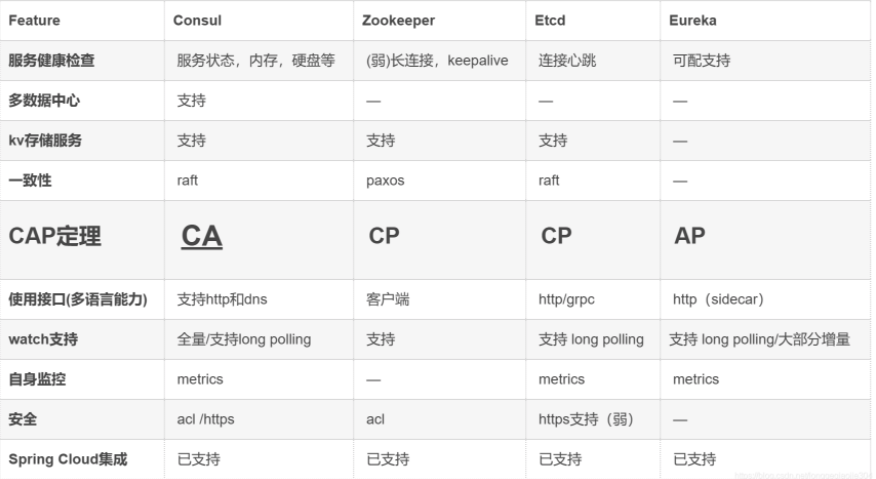 Feature Consul Zookeeper Etcd Eureka
服务健康检查 服务状态，内存，硬盘等 (弱)长连接，keepalive 连接心跳 可配支持
多数据中心 支持 — — —
kv存储服务 支持 支持 支持 —
一致性 raft paxos raft —
CAP定理 CA CP CP AP
使用接口(多语言能力) 支持http和dns 客户端 http/grpc http（sidecar）
watch支持 全量/支持long polling 支持 支持 long polling 支持 long polling/大部分增量
自身监控 metrics — metrics metrics
安全 acl /https acl https支持（弱） —
Spring Cloud集成 已支持 已支持 已支持 已支持